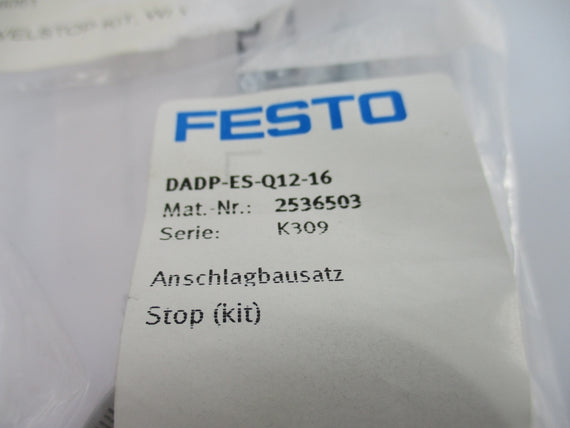 FESTO
DADP-ES-Q12-16
Mat.-Nr.: 2536503
Serie: K309
Anschlagbausatz
Stop (kit)